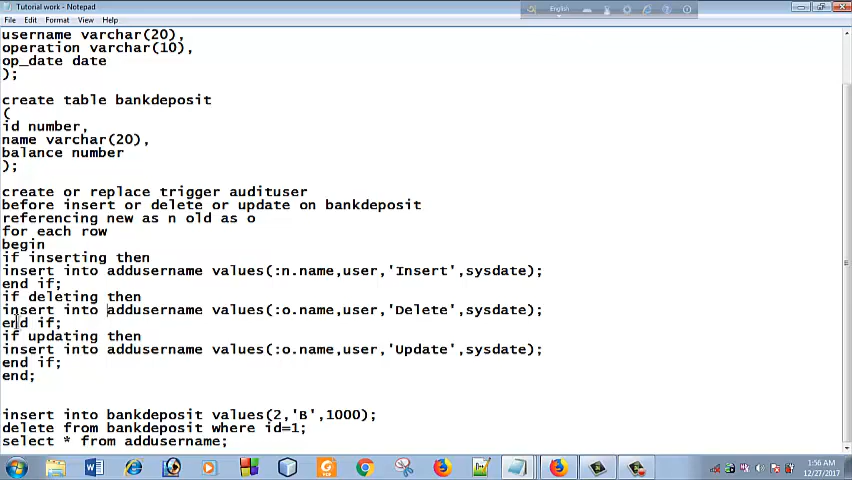 Tutorial work - Notepad
English
File Edit Format View Help
username varchar(20),
operation varchar(10),
op_date date
);
create table bankdeposit
(
id number,
name varchar(20),
balance number
);
create or replace trigger audituser
before insert or delete or update on bankdeposit
referencing new as n old as o
for each row
begin
if inserting then
insert into addusername values(:n.name,user,'Insert',sysdate);
end if;
if deleting then
insert into addusername values(:o.name,user,'Delete',sysdate);
end if;
if updating then
insert into addusername values(:o.name,user,'Update',sysdate);
end if;
end;
insert into bankdeposit values(2,'B',1000);
delete from bankdeposit where id=1;
select * from addusername;
1:56 AM
12/27/2017